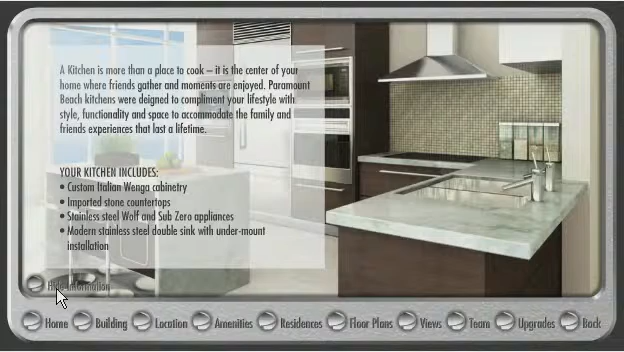 A Kitchen is more than a place to cook – it is the center of your
home where friends gather and moments are enjoyed. Paramount
Beach kitchens were deigned to compliment your lifestyle with
style, functionality and space to accommodate the family and
friends experiences that last a lifetime.
YOUR KITCHEN INCLUDES:
• Custom Italian Wenga cabinetry
• Imported stone countertops
• Stainless steel Wolf and Sub Zero appliances
• Modern stainless steel double sink with under-mount
installation
Hide Information
Home Building Location Amenities Residences Floor Plans Views Team Upgrades Back